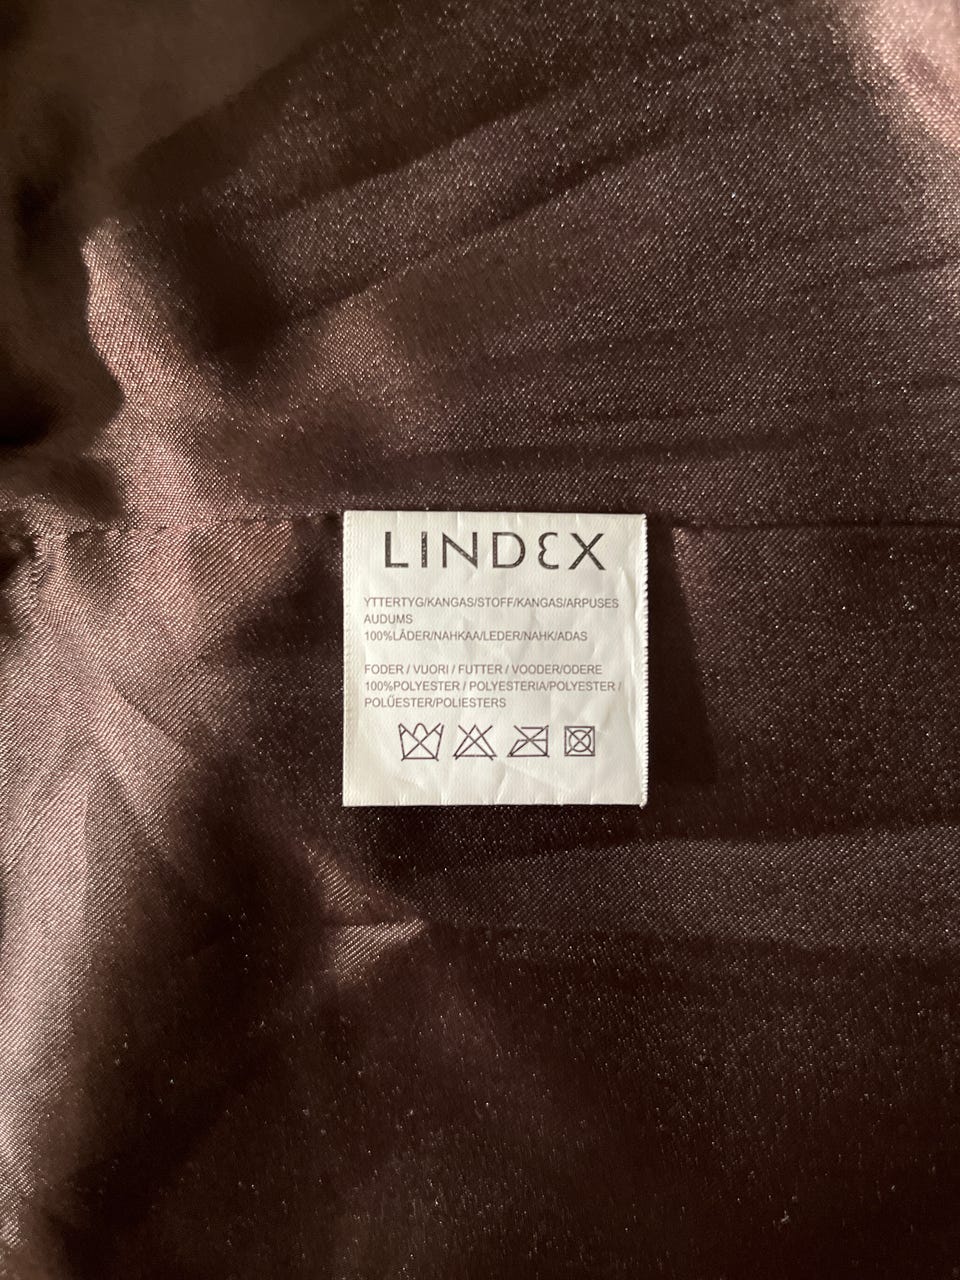 LINDEX
YTTERTYG/KANGAS/STOFF/KANGAS/ARPUSES
AUDUMS
100%LÄDER/NAHKAA/LEDER/NAHK/ADAS
FODER / VUORI / FUTTER / VOODER/ODERE
100%POLYESTER / POLYESTERIA/POLYESTER /
POLÜESTER/POLIESTERS